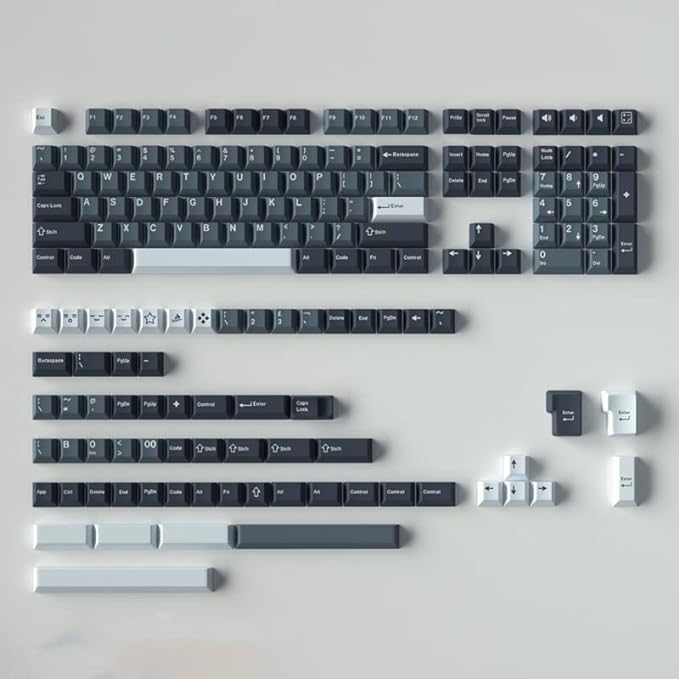 Esc F1 F2 F3 F4 F5 F6 F7 F8 F9 F10 F11 F12 PrtSc Scroll Lock Pause
~ ! 1 @ 2 # 3 $ 4 % 5 ^ 6 & 7 * 8 ( 9 ) 0 _ - + = ←Backspace Insert Home PgUp Num Lock / * -
Q W E R T Y U I O P { [ } ] | \ Delete End PgDn 7 Home 8 ↑ 9 PgUp +
Caps Lock A S D F G H J K L : ; " ' Enter 4 ← 5 6 →
Shift Z X C V B N M < , > . ? / Shift ↑ 1 End 2 ↓ 3 PgDn Enter
Control Code Alt Alt Code Fn Control ← ↓ → 0 Ins . Del
| \ " 2 £ 3 Delete End PgDn PgDn ←
Backspace | \ PgUp -
| \ ~ # @ ' PgDn PgUp + Control Enter Caps Lock Enter Enter
| \ B 0 Ins < > 00 Code Shift Shift Shift Shift
App Ctrl Delete End PgDn Code Alt Fn Alt Alt Control Control Control ↑
← ↓ → Enter